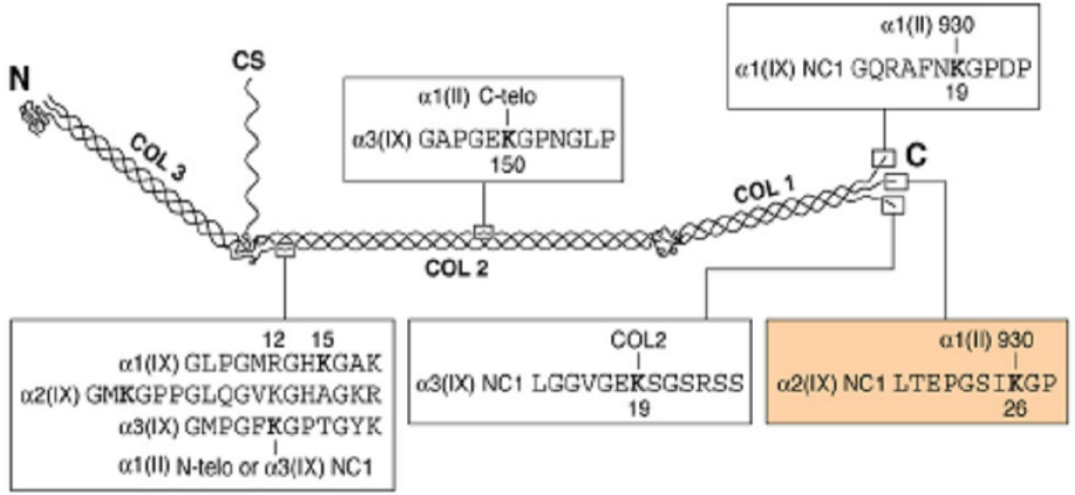 α1(II) 930
α1(IX) NC1 GQRAFNKGPDP
19
N
CS
α1(II) C-telo
α3(IX) GAPGEKGPNGLP
150
COL 3
C
COL 1
COL 2
12 15
α1(IX) GLPGMRGHKGAK
α2(IX) GMKGPPGLQGVKGHAGKR
α3(IX) GMPGFKGPTGYK
α1(II) N-telo or α3(IX) NC1
COL2
α3(IX) NC1 LGGVGEKSGSRSS
19
α1(II) 930
α2(IX) NC1 LTEPGSIKGP
26